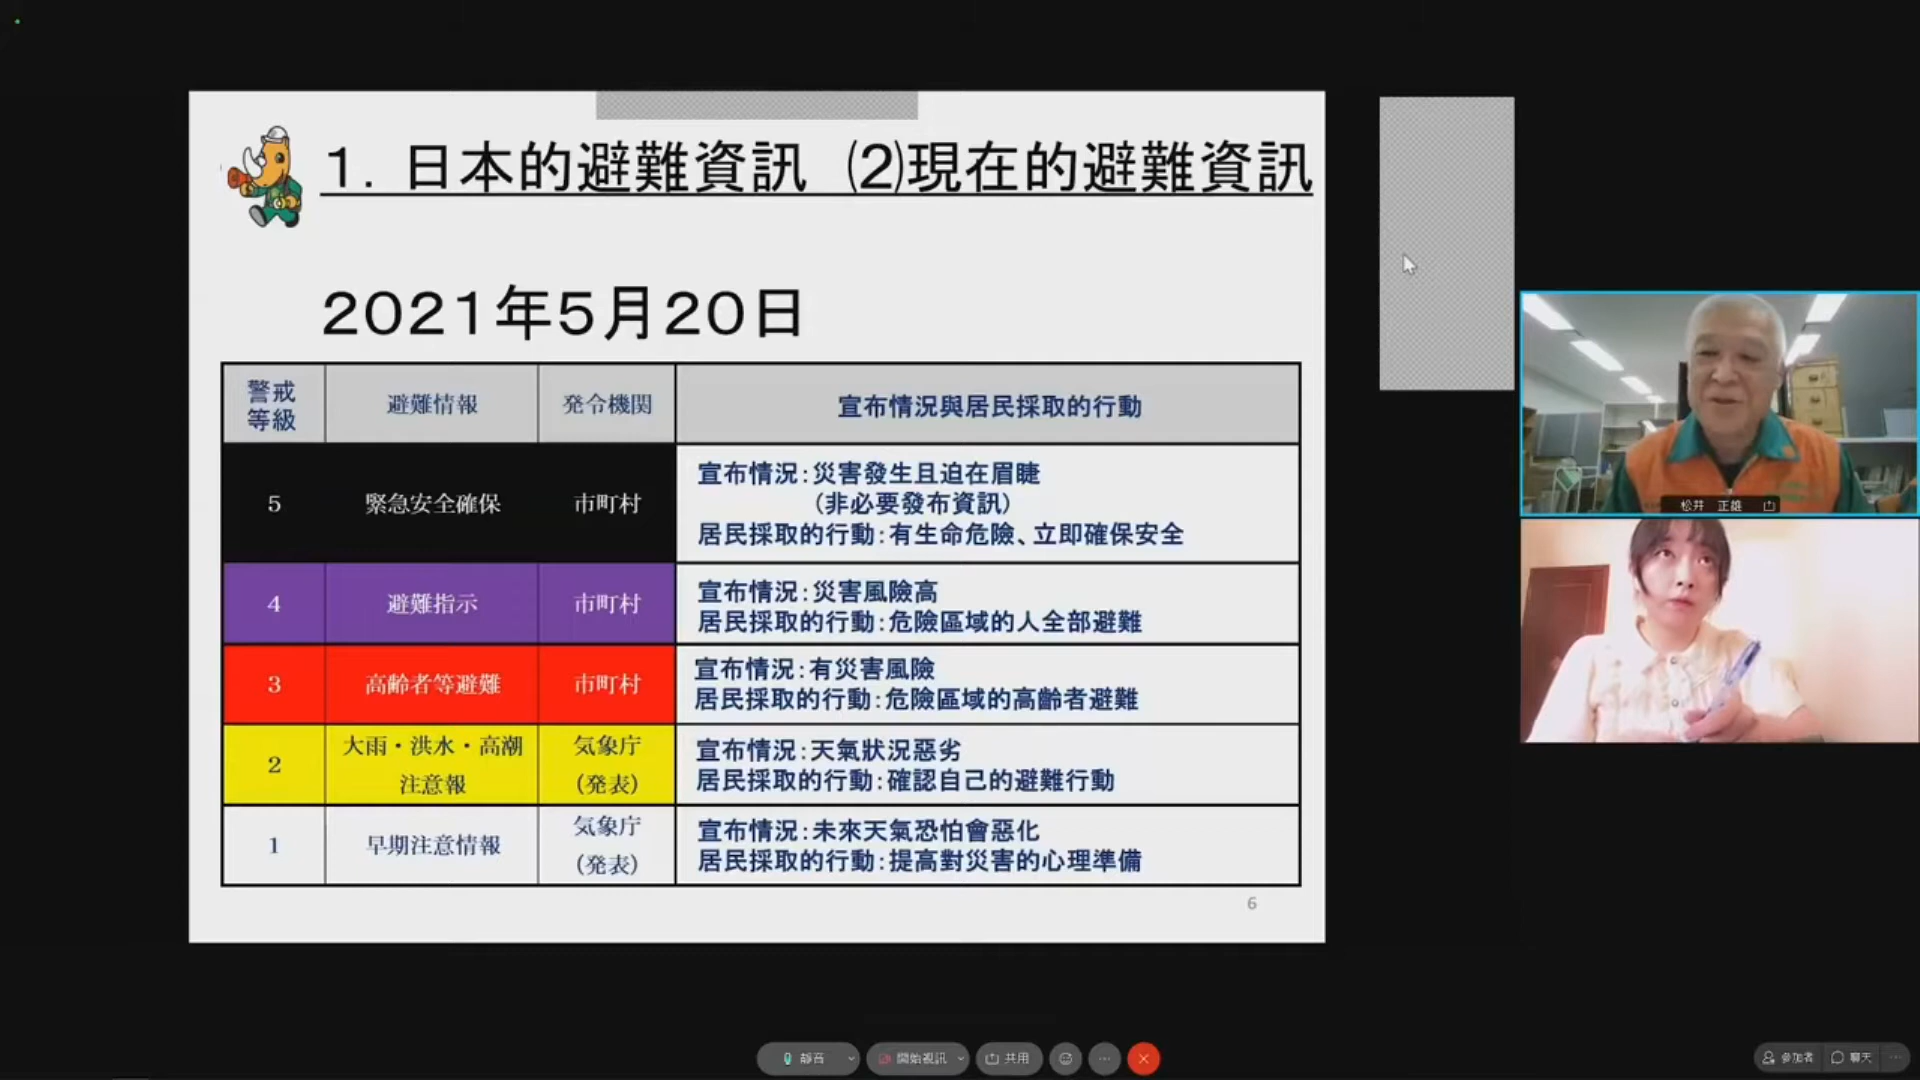 1. 日本的避難資訊 ⑵現在的避難資訊
2021年5月20日
警戒
等級
避難情報
発令機関
宣布情況與居民採取的行動
5
緊急安全確保
市町村
宣布情況:災害發生且迫在眉睫
(非必要發布資訊)
居民採取的行動:有生命危險、立即確保安全
4
避難指示
市町村
宣布情況:災害風險高
居民採取的行動:危險區域的人全部避難
3
高齢者等避難
市町村
宣布情況:有災害風險
居民採取的行動:危險區域的高齡者避難
2
大雨・洪水・高潮
注意報
気象庁
(発表)
宣布情況:天氣狀況惡劣
居民採取的行動:確認自己的避難行動
1
早期注意情報
気象庁
(発表)
宣布情況:未來天氣恐怕會惡化
居民採取的行動:提高對災害的心理準備
6
松井 正雄
靜音
開始視訊
共用
參加者
聊天